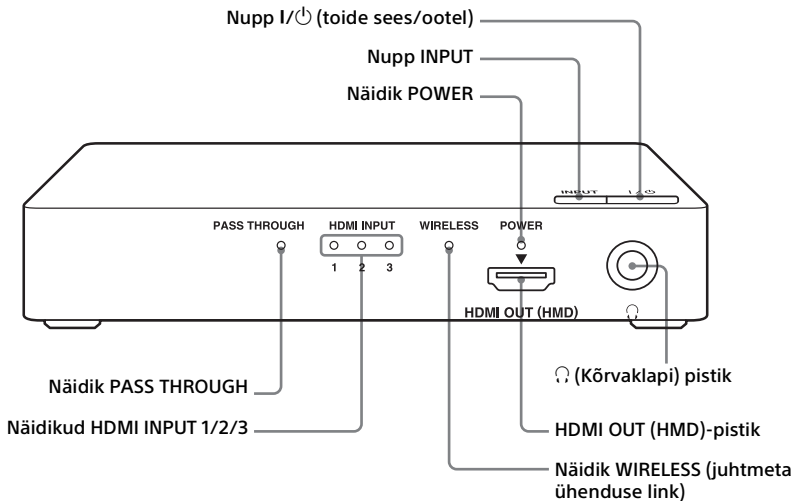 Nupp I/⏻ (toide sees/ootel)
Nupp INPUT
Näidik POWER
INPUT I / ⏻
PASS THROUGH HDMI INPUT WIRELESS POWER
1 2 3
HDMI OUT (HMD)
Näidik PASS THROUGH
Näidikud HDMI INPUT 1/2/3
🎧 (Kõrvaklapi) pistik
HDMI OUT (HMD)-pistik
Näidik WIRELESS (juhtmeta
ühenduse link)